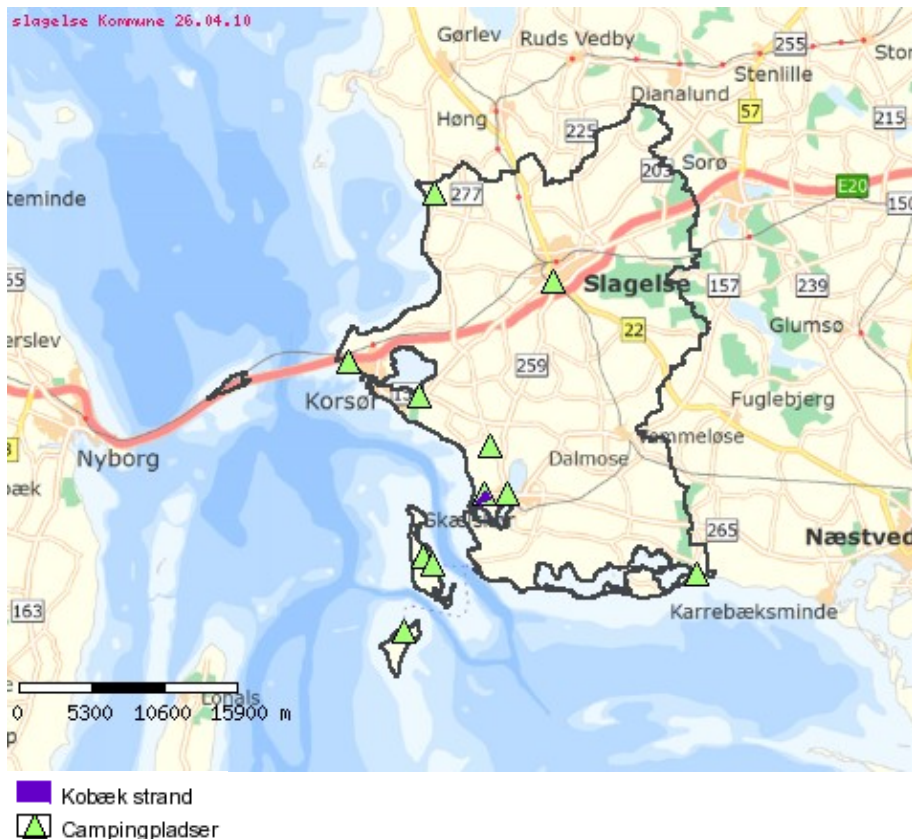 slagelse Kommune 26.04.10
Gørlev
Ruds Vedby
255
Stenlille
Dianalund
57
Høng
225
215
Sorø
203
277
E20
150
teminde
Slagelse
157
239
22
Glumsø
259
Korsør
Fuglebjerg
Nyborg
Dalmose
265
Næstved
163
Karrebæksminde
0 5300 10600 15900 m
Kobæk strand
Campingpladser